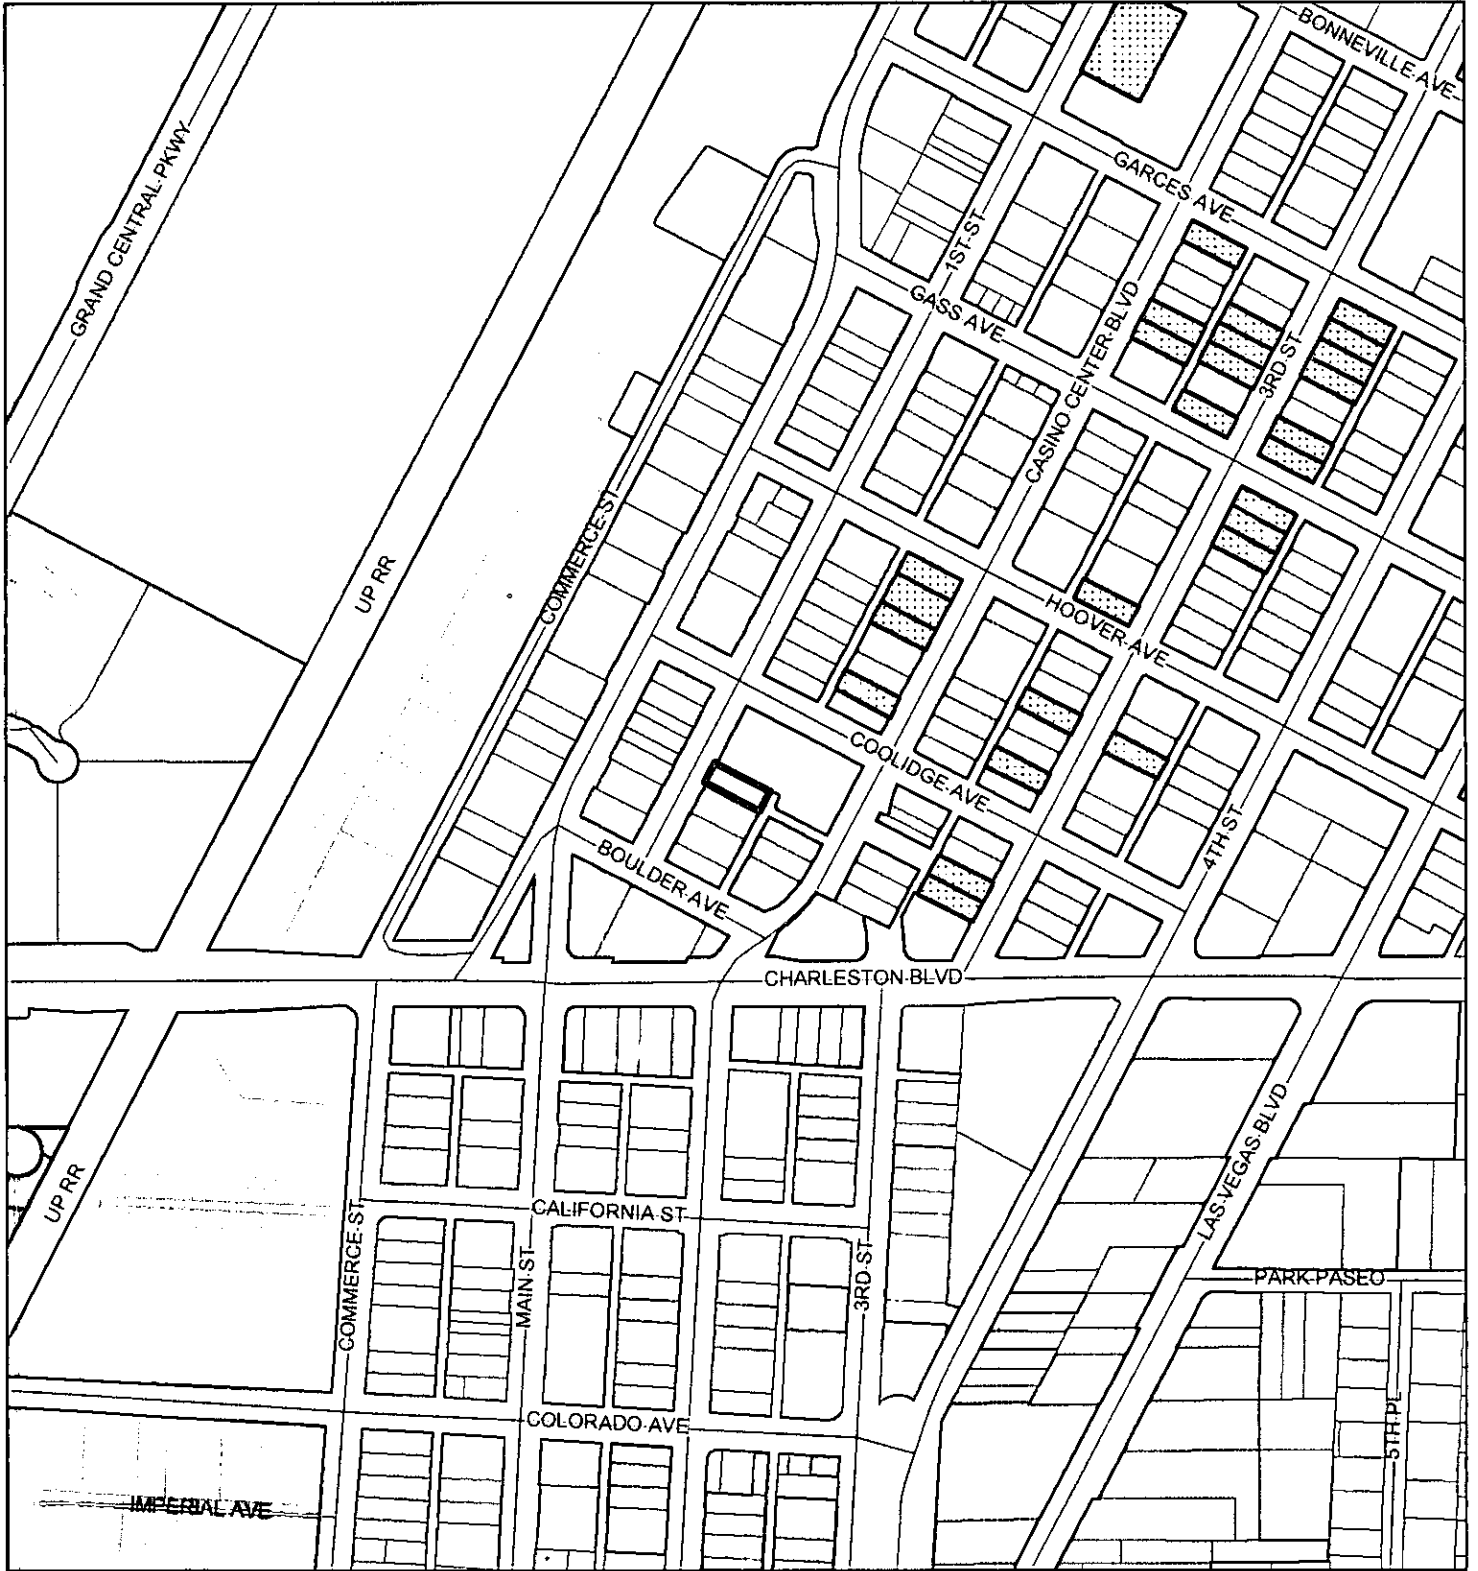 BONNEVILLE AVE
GARCES AVE
GRAND CENTRAL PKWY
1ST ST
GASS AVE
CASINO CENTER BLVD
3RD ST
UP RR
COMMERCE ST
HOOVER AVE
COOLIDGE AVE
4TH ST
BOULDER AVE
CHARLESTON BLVD
LAS VEGAS BLVD
UP RR
CALIFORNIA ST
COMMERCE ST
MAIN ST
3RD ST
PARK PASEO
COLORADO AVE
5TH PL
IMPERIAL AVE